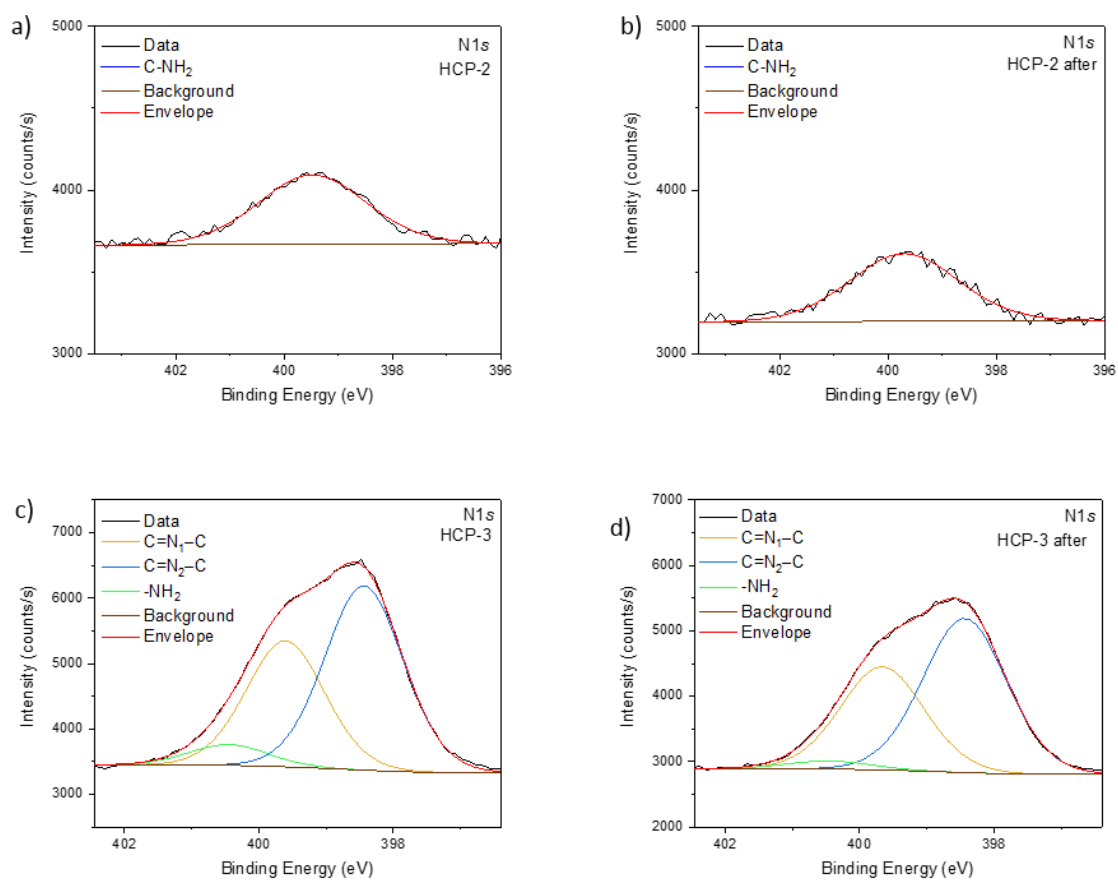 a)
5000
4000
3000
Intensity (counts/s)
Data
C-NH₂
Background
Envelope
N1s
HCP-2
402
400
398
396
Binding Energy (eV)
b)
5000
4000
3000
Intensity (counts/s)
Data
C-NH₂
Background
Envelope
N1s
HCP-2 after
402
400
398
396
Binding Energy (eV)
c)
7000
6000
5000
4000
3000
Intensity (counts/s)
Data
C=N₁–C
C=N₂–C
-NH₂
Background
Envelope
N1s
HCP-3
402
400
398
Binding Energy (eV)
d)
7000
6000
5000
4000
3000
2000
Intensity (counts/s)
Data
C=N₁–C
C=N₂–C
-NH₂
Background
Envelope
N1s
HCP-3 after
402
400
398
Binding Energy (eV)